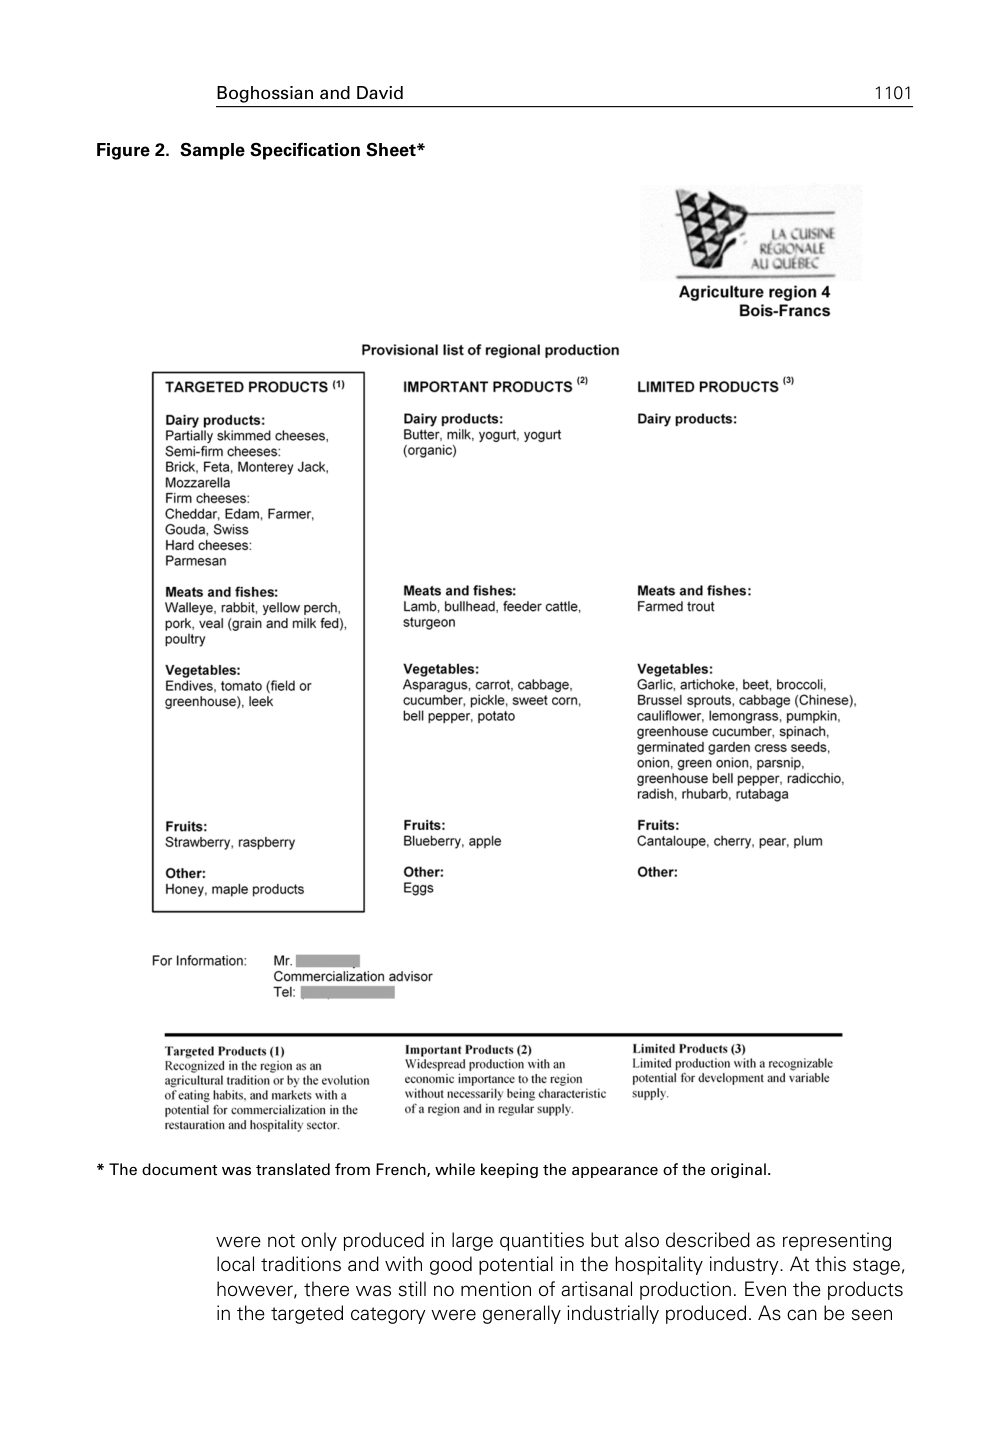 Boghossian and David 1101
Figure 2. Sample Specification Sheet*
LA CUISINE
RÉGIONALE
AU QUÉBEC
Agriculture region 4
Bois-Francs
Provisional list of regional production
TARGETED PRODUCTS (1)
Dairy products:
Partially skimmed cheeses,
Semi-firm cheeses:
Brick, Feta, Monterey Jack,
Mozzarella
Firm cheeses:
Cheddar, Edam, Farmer,
Gouda, Swiss
Hard cheeses:
Parmesan
Meats and fishes:
Walleye, rabbit, yellow perch,
pork, veal (grain and milk fed),
poultry
Vegetables:
Endives, tomato (field or
greenhouse), leek
Fruits:
Strawberry, raspberry
Other:
Honey, maple products
IMPORTANT PRODUCTS (2)
Dairy products:
Butter, milk, yogurt, yogurt
(organic)
Meats and fishes:
Lamb, bullhead, feeder cattle,
sturgeon
Vegetables:
Asparagus, carrot, cabbage,
cucumber, pickle, sweet corn,
bell pepper, potato
Fruits:
Blueberry, apple
Other:
Eggs
LIMITED PRODUCTS (3)
Dairy products:
Meats and fishes:
Farmed trout
Vegetables:
Garlic, artichoke, beet, broccoli,
Brussel sprouts, cabbage (Chinese),
cauliflower, lemongrass, pumpkin,
greenhouse cucumber, spinach,
germinated garden cress seeds,
onion, green onion, parsnip,
greenhouse bell pepper, radicchio,
radish, rhubarb, rutabaga
Fruits:
Cantaloupe, cherry, pear, plum
Other:
For Information: Mr.
Commercialization advisor
Tel:
Targeted Products (1)
Recognized in the region as an
agricultural tradition or by the evolution
of eating habits, and markets with a
potential for commercialization in the
restauration and hospitality sector.
Important Products (2)
Widespread production with an
economic importance to the region
without necessarily being characteristic
of a region and in regular supply.
Limited Products (3)
Limited production with a recognizable
potential for development and variable
supply.
* The document was translated from French, while keeping the appearance of the original.
were not only produced in large quantities but also described as representing
local traditions and with good potential in the hospitality industry. At this stage,
however, there was still no mention of artisanal production. Even the products
in the targeted category were generally industrially produced. As can be seen